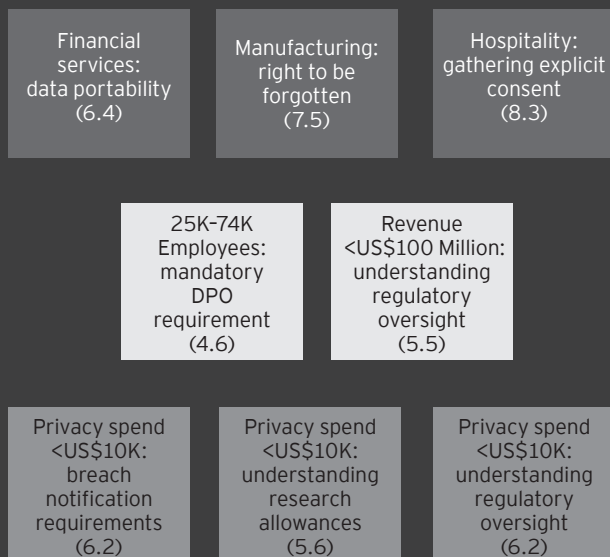 Financial
services:
data portability
(6.4)
Manufacturing:
right to be
forgotten
(7.5)
Hospitality:
gathering explicit
consent
(8.3)
25K–74K
Employees:
mandatory
DPO
requirement
(4.6)
Revenue
<US$100 Million:
understanding
regulatory
oversight
(5.5)
Privacy spend
<US$10K:
breach
notification
requirements
(6.2)
Privacy spend
<US$10K:
understanding
research
allowances
(5.6)
Privacy spend
<US$10K:
understanding
regulatory
oversight
(6.2)